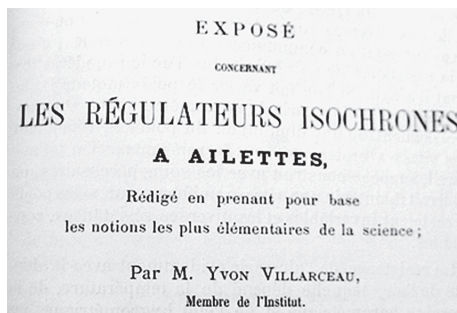 EXPOSÉ
CONCERNANT
LES RÉGULATEURS ISOCHRONES
A AILETTES,
Rédigé en prenant pour base
les notions les plus élémentaires de la science ;
Par M. YVON VILLARCEAU,
Membre de l'Institut.